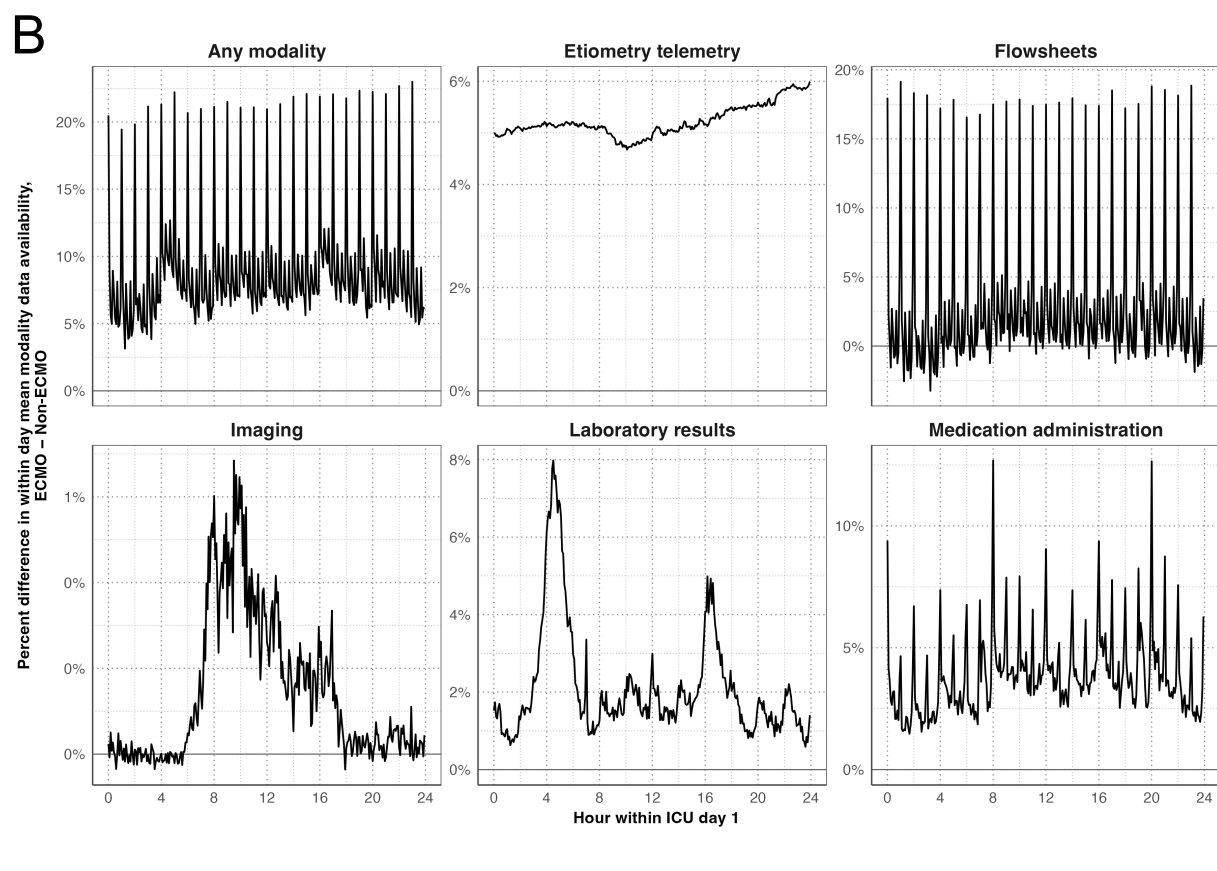 B
Any modality
Etiometry telemetry
Flowsheets
20%
15%
10%
5%
0%
6%
4%
2%
0%
20%
15%
10%
5%
0%
Percent difference in within day mean modality data availability,
ECMO − Non-ECMO
Imaging
Laboratory results
Medication administration
1%
0%
0%
0%
8%
6%
4%
2%
0%
10%
5%
0%
0 4 8 12 16 20 24
0 4 8 12 16 20 24
0 4 8 12 16 20 24
Hour within ICU day 1